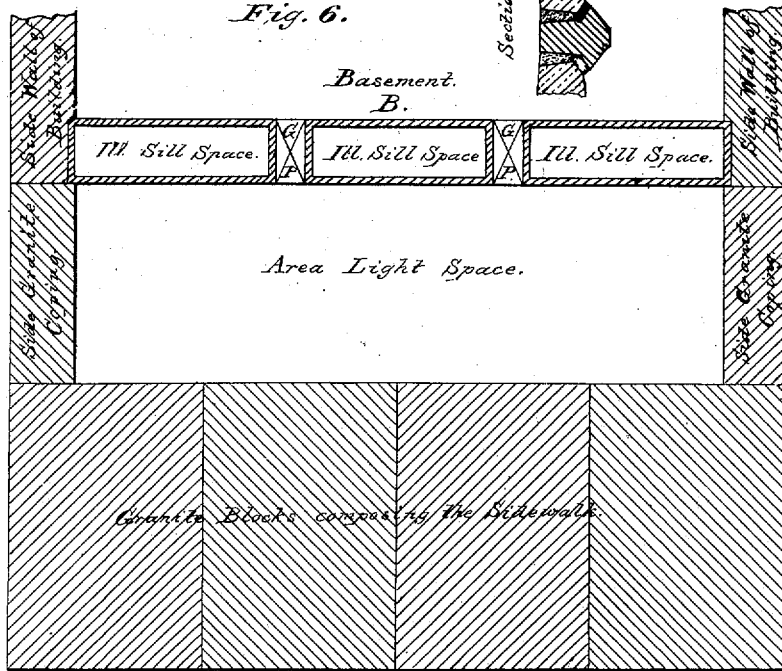 Fig. 6.
Sectio
Basement.
B.
Side Wall of
Building.
Side Wall of
Building.
Ill. Sill Space.
G
P
Ill. Sill Space
G
P
Ill. Sill Space.
Side Granite
Coping.
Area Light Space.
Side Granite
Coping.
Granite Blocks composing the Sidewalk.